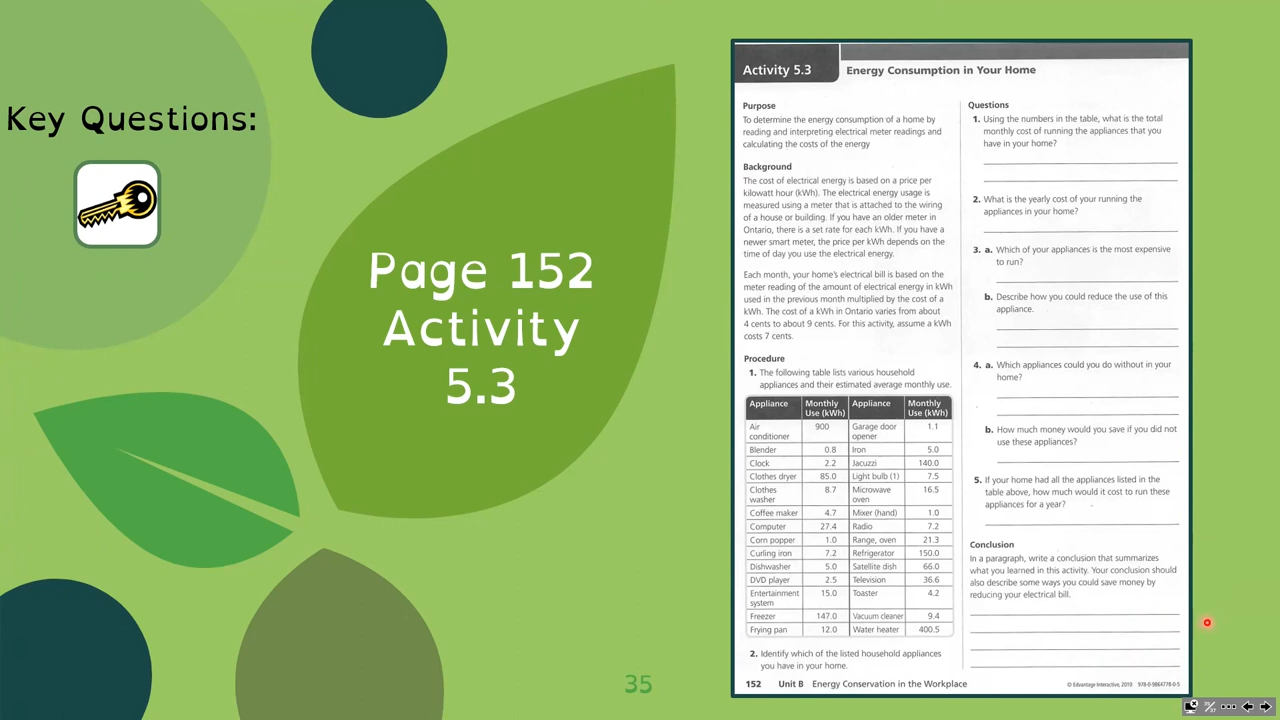 Key Questions:
Page 152
Activity
5.3
35
Activity 5.3
Energy Consumption in Your Home
Purpose
To determine the energy consumption of a home by
reading and interpreting electrical meter readings and
calculating the costs of the energy
Background
The cost of electrical energy is based on a price per
kilowatt hour (kWh). The electrical energy usage is
measured using a meter that is attached to the wiring
of a house or building. If you have an older meter in
Ontario, there is a set rate for each kWh. If you have a
newer smart meter, the price per kWh depends on the
time of day you use the electrical energy.
Each month, your home's electrical bill is based on the
meter reading of the amount of electrical energy in kWh
used in the previous month multiplied by the cost of a
kWh. The cost of a kWh in Ontario varies from about
4 cents to about 9 cents. For this activity, assume a kWh
costs 7 cents.
Procedure
1. The following table lists various household
appliances and their estimated average monthly use.
Appliance Monthly Appliance Monthly
Use (kWh) Use (kWh)
Air 900 Garage door 1.1
conditioner opener
Blender 0.8 Iron 5.0
Clock 2.2 Jacuzzi 140.0
Clothes dryer 85.0 Light bulb (1) 7.5
Clothes 8.7 Microwave 16.5
washer oven
Coffee maker 4.7 Mixer (hand) 1.0
Computer 27.4 Radio 7.2
Corn popper 1.0 Range, oven 21.3
Curling iron 7.2 Refrigerator 150.0
Dishwasher 5.0 Satellite dish 66.0
DVD player 2.5 Television 36.6
Entertainment 15.0 Toaster 4.2
system
Freezer 147.0 Vacuum cleaner 9.4
Frying pan 12.0 Water heater 400.5
2. Identify which of the listed household appliances
you have in your home.
Questions
1. Using the numbers in the table, what is the total
monthly cost of running the appliances that you
have in your home?
2. What is the yearly cost of your running the
appliances in your home?
3. a. Which of your appliances is the most expensive
to run?
b. Describe how you could reduce the use of this
appliance.
4. a. Which appliances could you do without in your
home?
b. How much money would you save if you did not
use these appliances?
5. If your home had all the appliances listed in the
table above, how much would it cost to run these
appliances for a year?
Conclusion
In a paragraph, write a conclusion that summarizes
what you learned in this activity. Your conclusion should
also describe some ways you could save money by
reducing your electrical bill.
152 Unit B Energy Conservation in the Workplace
© Edvantage Interactive, 2010 978-0-9864778-0-5